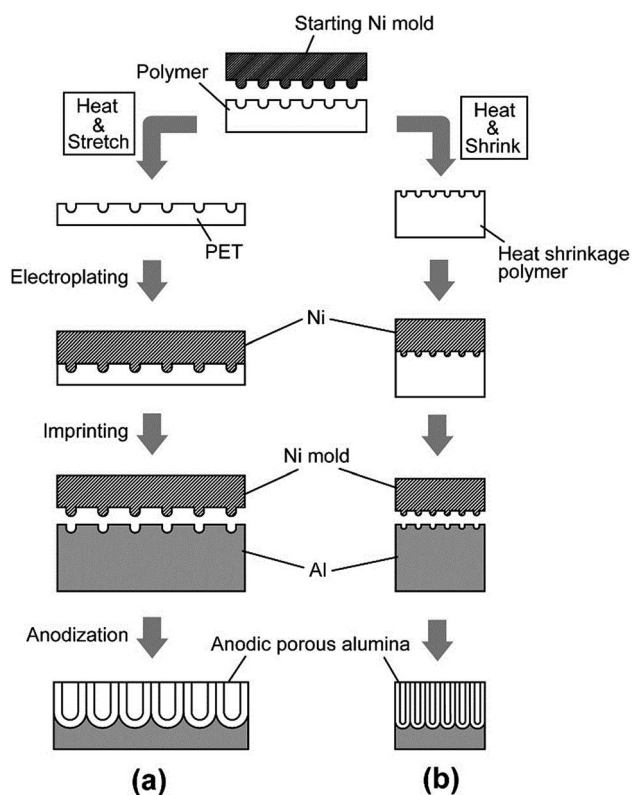 Starting Ni mold
Polymer
Heat
&
Stretch
Heat
&
Shrink
PET
Heat shrinkage
polymer
Electroplating
Ni
Imprinting
Ni mold
Al
Anodization
Anodic porous alumina
(a)
(b)